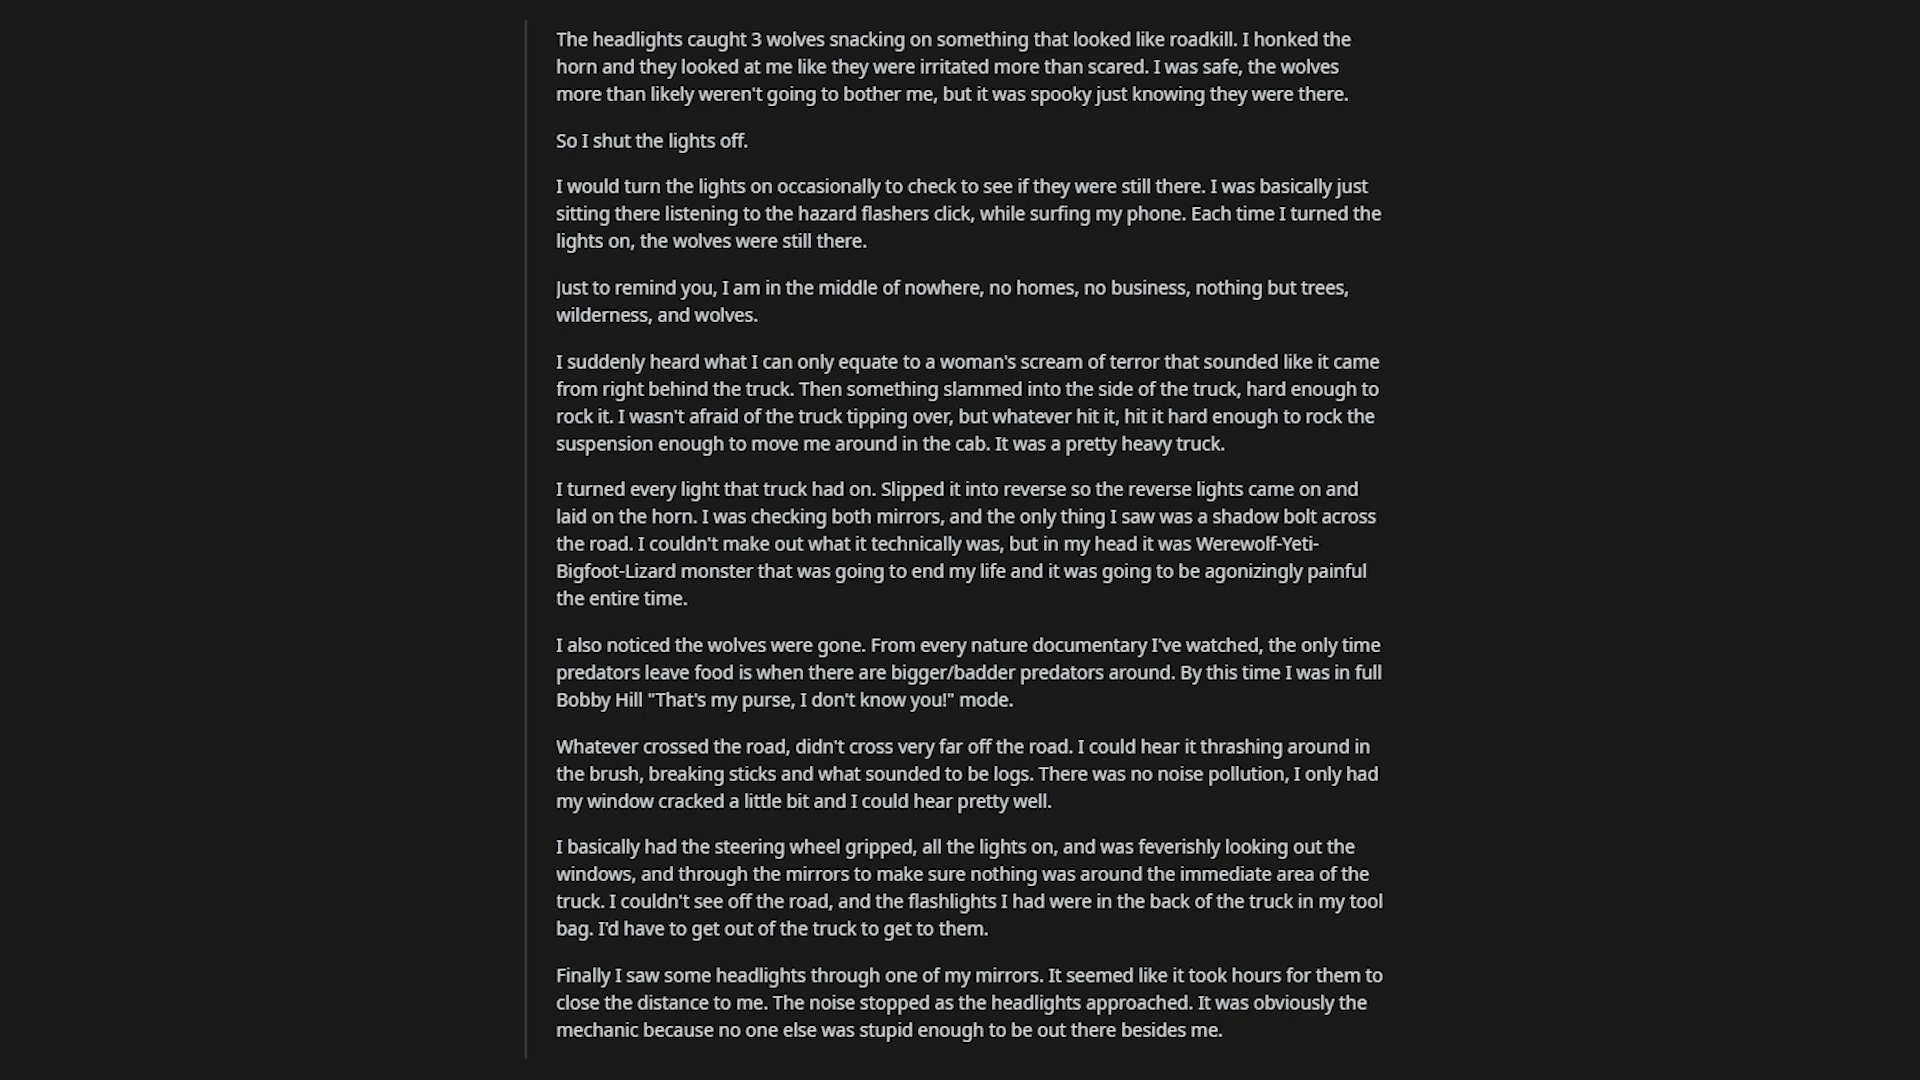 The headlights caught 3 wolves snacking on something that looked like roadkill. I honked the
horn and they looked at me like they were irritated more than scared. I was safe, the wolves
more than likely weren't going to bother me, but it was spooky just knowing they were there.
So I shut the lights off.
I would turn the lights on occasionally to check to see if they were still there. I was basically just
sitting there listening to the hazard flashers click, while surfing my phone. Each time I turned the
lights on, the wolves were still there.
Just to remind you, I am in the middle of nowhere, no homes, no business, nothing but trees,
wilderness, and wolves.
I suddenly heard what I can only equate to a woman's scream of terror that sounded like it came
from right behind the truck. Then something slammed into the side of the truck, hard enough to
rock it. I wasn't afraid of the truck tipping over, but whatever hit it, hit it hard enough to rock the
suspension enough to move me around in the cab. It was a pretty heavy truck.
I turned every light that truck had on. Slipped it into reverse so the reverse lights came on and
laid on the horn. I was checking both mirrors, and the only thing I saw was a shadow bolt across
the road. I couldn't make out what it technically was, but in my head it was Werewolf-Yeti-
Bigfoot-Lizard monster that was going to end my life and it was going to be agonizingly painful
the entire time.
I also noticed the wolves were gone. From every nature documentary I've watched, the only time
predators leave food is when there are bigger/badder predators around. By this time I was in full
Bobby Hill "That's my purse, I don't know you!" mode.
Whatever crossed the road, didn't cross very far off the road. I could hear it thrashing around in
the brush, breaking sticks and what sounded to be logs. There was no noise pollution, I only had
my window cracked a little bit and I could hear pretty well.
I basically had the steering wheel gripped, all the lights on, and was feverishly looking out the
windows, and through the mirrors to make sure nothing was around the immediate area of the
truck. I couldn't see off the road, and the flashlights I had were in the back of the truck in my tool
bag. I'd have to get out of the truck to get to them.
Finally I saw some headlights through one of my mirrors. It seemed like it took hours for them to
close the distance to me. The noise stopped as the headlights approached. It was obviously the
mechanic because no one else was stupid enough to be out there besides me.